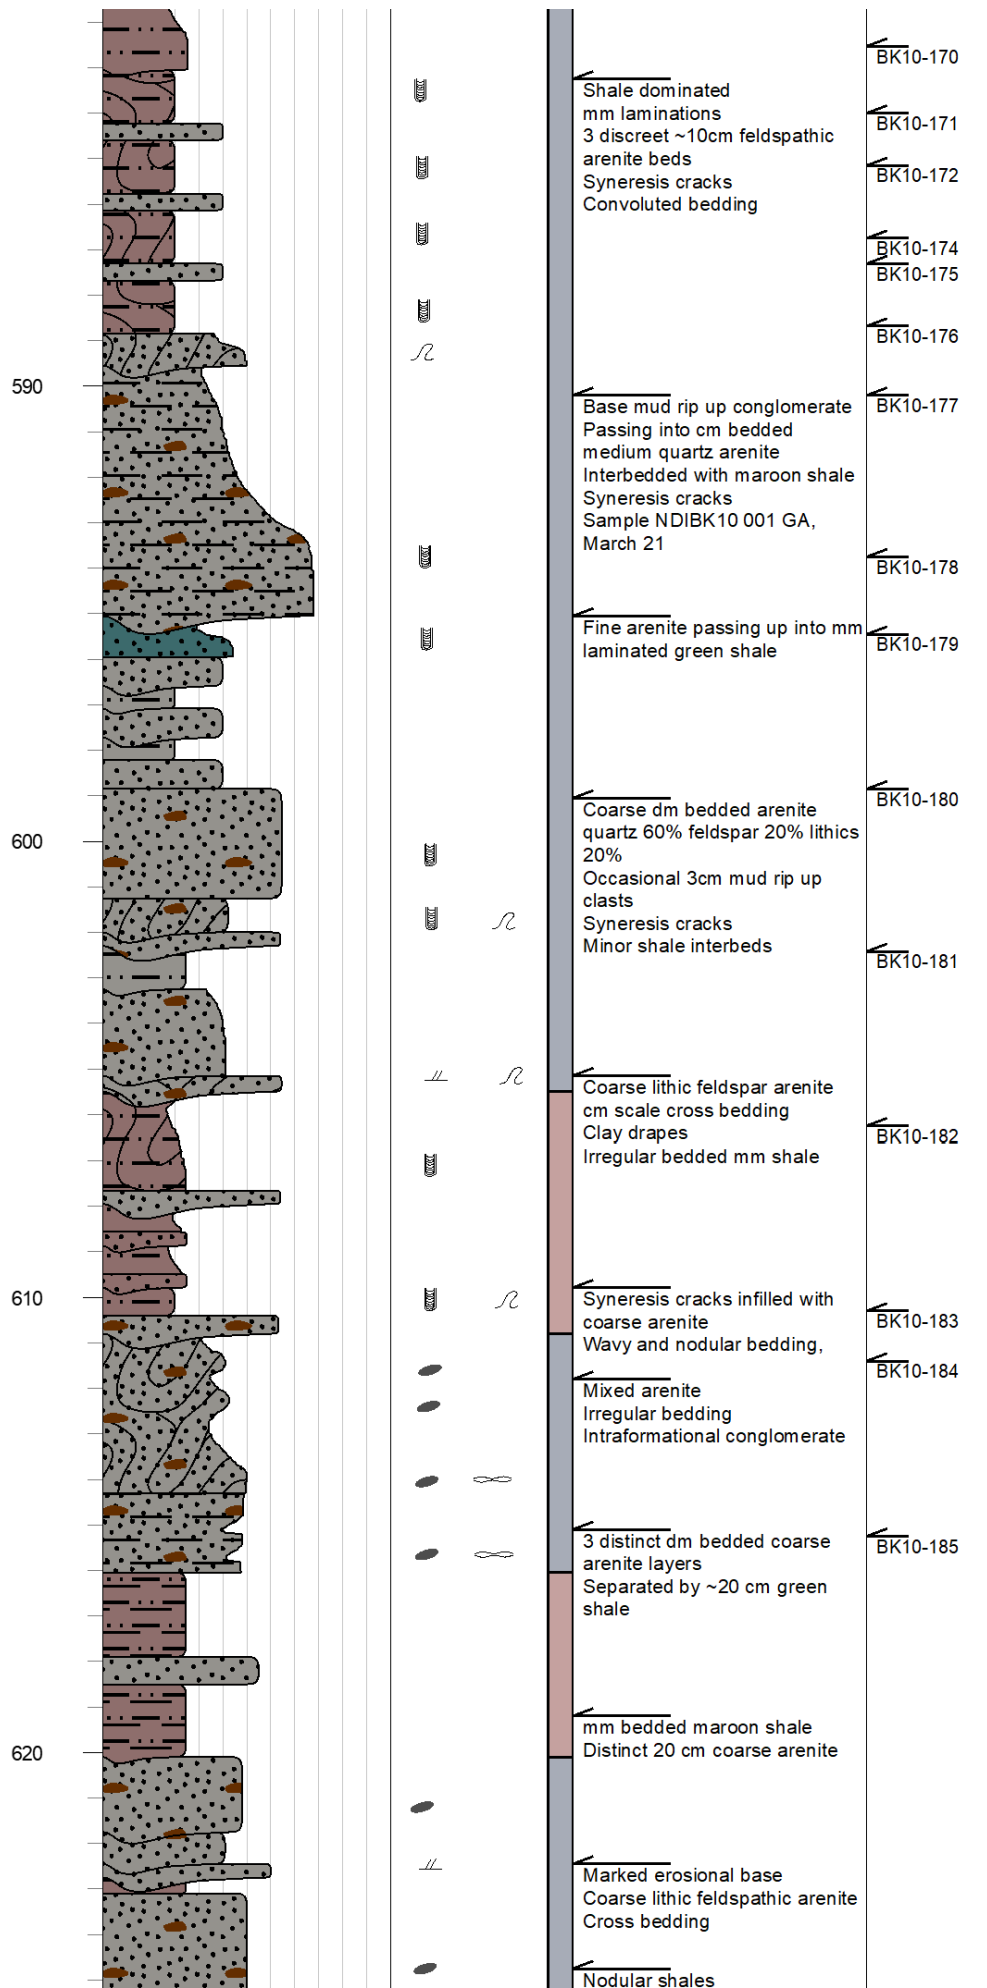 BK10-170
Shale dominated
mm laminations
3 discreet ~10cm feldspathic
arenite beds
Syneresis cracks
Convoluted bedding
BK10-171
BK10-172
BK10-174
BK10-175
BK10-176
590
Base mud rip up conglomerate
Passing into cm bedded
medium quartz arenite
Interbedded with maroon shale
Syneresis cracks
Sample NDIBK10 001 GA,
March 21
BK10-177
BK10-178
Fine arenite passing up into mm
laminated green shale
BK10-179
600
Coarse dm bedded arenite
quartz 60% feldspar 20% lithics
20%
Occasional 3cm mud rip up
clasts
Syneresis cracks
Minor shale interbeds
BK10-180
BK10-181
Coarse lithic feldspar arenite
cm scale cross bedding
Clay drapes
Irregular bedded mm shale
BK10-182
610
Syneresis cracks infilled with
coarse arenite
Wavy and nodular bedding,
BK10-183
BK10-184
Mixed arenite
Irregular bedding
Intraformational conglomerate
3 distinct dm bedded coarse
arenite layers
Separated by ~20 cm green
shale
BK10-185
620
mm bedded maroon shale
Distinct 20 cm coarse arenite
Marked erosional base
Coarse lithic feldspathic arenite
Cross bedding
Nodular shales